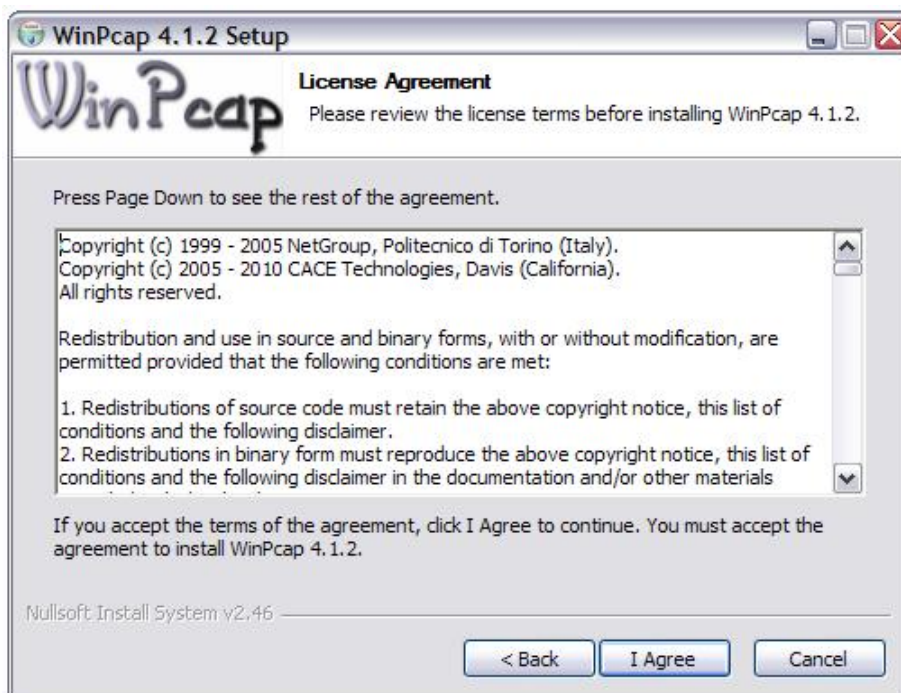 WinPcap 4.1.2 Setup
WinPcap
License Agreement
Please review the license terms before installing WinPcap 4.1.2.
Press Page Down to see the rest of the agreement.
Copyright (c) 1999 - 2005 NetGroup, Politecnico di Torino (Italy).
Copyright (c) 2005 - 2010 CACE Technologies, Davis (California).
All rights reserved.
Redistribution and use in source and binary forms, with or without modification, are
permitted provided that the following conditions are met:
1. Redistributions of source code must retain the above copyright notice, this list of
conditions and the following disclaimer.
2. Redistributions in binary form must reproduce the above copyright notice, this list of
conditions and the following disclaimer in the documentation and/or other materials
If you accept the terms of the agreement, click I Agree to continue. You must accept the
agreement to install WinPcap 4.1.2.
Nullsoft Install System v2.46
< Back
I Agree
Cancel